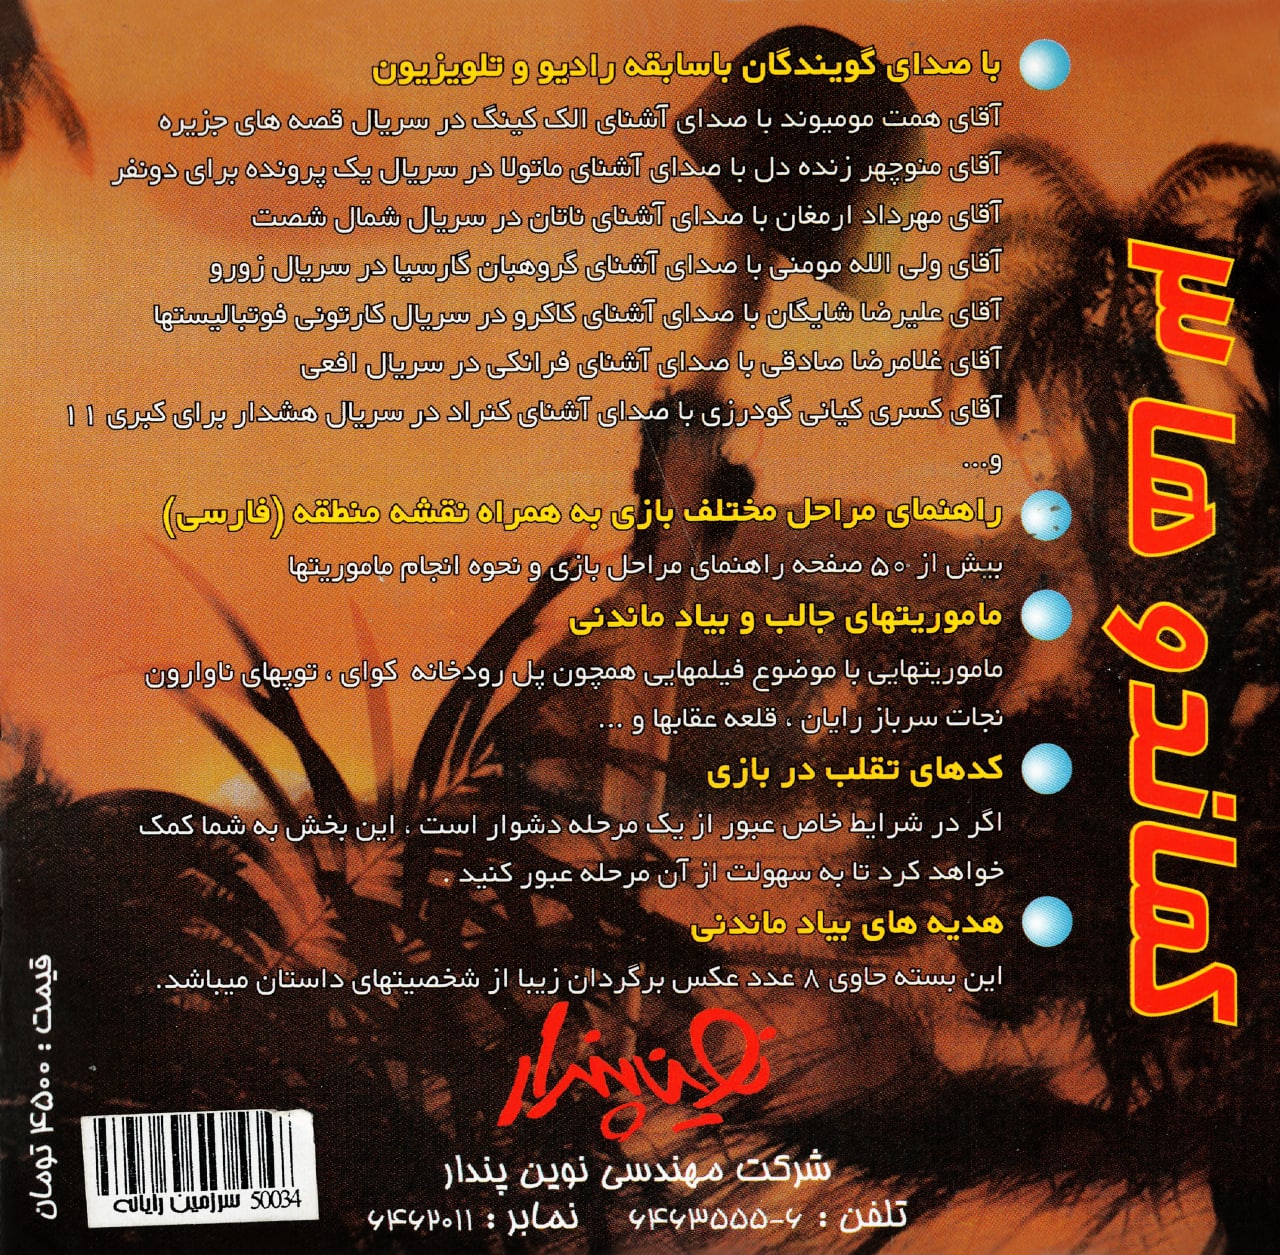 با صدای گویندگان باسابقه رادیو و تلویزیون
آقای همت مومیوند با صدای آشنای الک کینگ در سریال قصه های جزیره
آقای منوچهر زنده دل با صدای آشنای ماتولا در سریال یک پرونده برای دونفر
آقای مهرداد ارمغان با صدای آشنای ناتان در سریال شمال شصت
آقای ولی الله مومنی با صدای آشنای گروهبان گارسیا در سریال زورو
آقای علیرضا شایگان با صدای آشنای کاکرو در سریال کارتونی فوتبالیستها
آقای غلامرضا صادقی با صدای آشنای فرانکی در سریال افعی
آقای کسری کیانی گودرزی با صدای آشنای کنراد در سریال هشدار برای کبری ۱۱
و...
راهنمای مراحل مختلف بازی به همراه نقشه منطقه (فارسی)
بیش از ۵۰ صفحه راهنمای مراحل بازی و نحوه انجام ماموریتها
ماموریتهای جالب و بیاد ماندنی
ماموریتهایی با موضوع فیلمهایی همچون پل رودخانه کوای ، توپهای ناوارون
نجات سرباز رایان ، قلعه عقابها و ...
کدهای تقلب در بازی
اگر در شرایط خاص عبور از یک مرحله دشوار است ، این بخش به شما کمک
خواهد کرد تا به سهولت از آن مرحله عبور کنید .
هدیه های بیاد ماندنی
این بسته حاوی ۸ عدد عکس برگردان زیبا از شخصیتهای داستان میباشد.
نوین پندار
شرکت مهندسی نوین پندار
تلفن : ۶-۶۴۶۳۵۵۵ نمابر : ۶۴۶۲۰۱۱
کماندو ها ۳
قیمت : ۴۵۰۰ تومان
50034 سرزمین رایانه